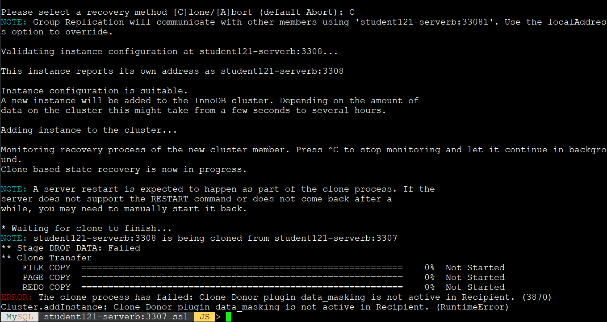 Please select a recovery method [C]lone/[A]bort (default Abort): C
NOTE: Group Replication will communicate with other members using 'student121-serverb:33081'. Use the localAddres
s option to override.
Validating instance configuration at student121-serverb:3308...
This instance reports its own address as student121-serverb:3308
Instance configuration is suitable.
A new instance will be added to the InnoDB cluster. Depending on the amount of
data on the cluster this might take from a few seconds to several hours.
Adding instance to the cluster...
Monitoring recovery process of the new cluster member. Press ^C to stop monitoring and let it continue in backgro
und.
Clone based state recovery is now in progress.
NOTE: A server restart is expected to happen as part of the clone process. If the
server does not support the RESTART command or does not come back after a
while, you may need to manually start it back.
* Waiting for clone to finish...
NOTE: student121-serverb:3308 is being cloned from student121-serverb:3307
** Stage DROP DATA: Failed
** Clone Transfer
FILE COPY ============================================================ 0% Not Started
PAGE COPY ============================================================ 0% Not Started
REDO COPY ============================================================ 0% Not Started
ERROR: The clone process has failed: Clone Donor plugin data_masking is not active in Recipient. (3870)
Cluster.addInstance: Clone Donor plugin data_masking is not active in Recipient. (RuntimeError)
MySQL student121-serverb:3307 ssl JS >